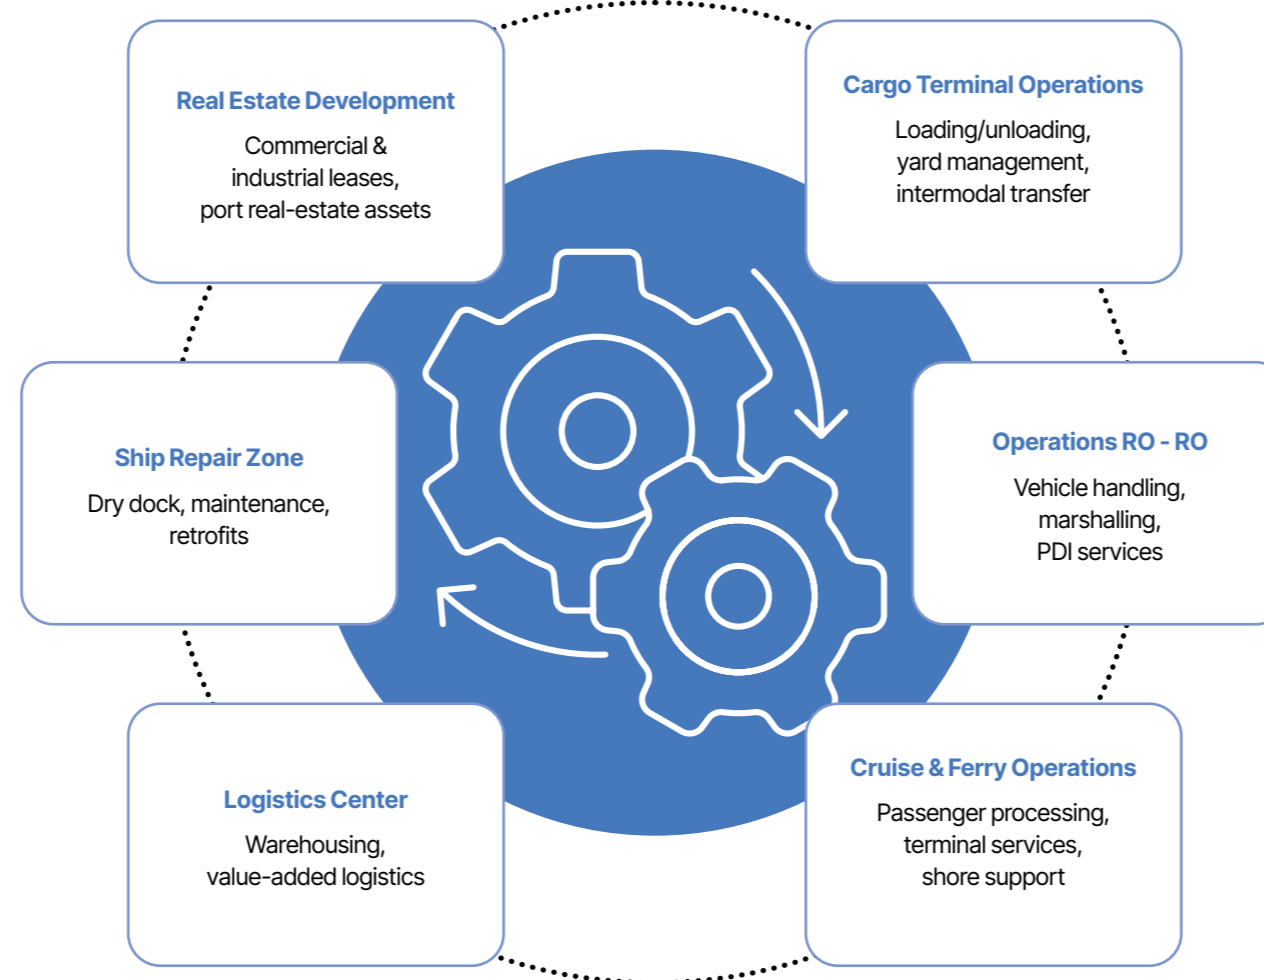 Real Estate Development
Commercial &
industrial leases,
port real-estate assets
Cargo Terminal Operations
Loading/unloading,
yard management,
intermodal transfer
Ship Repair Zone
Dry dock, maintenance,
retrofits
Operations RO - RO
Vehicle handling,
marshalling,
PDI services
Logistics Center
Warehousing,
value-added logistics
Cruise & Ferry Operations
Passenger processing,
terminal services,
shore support